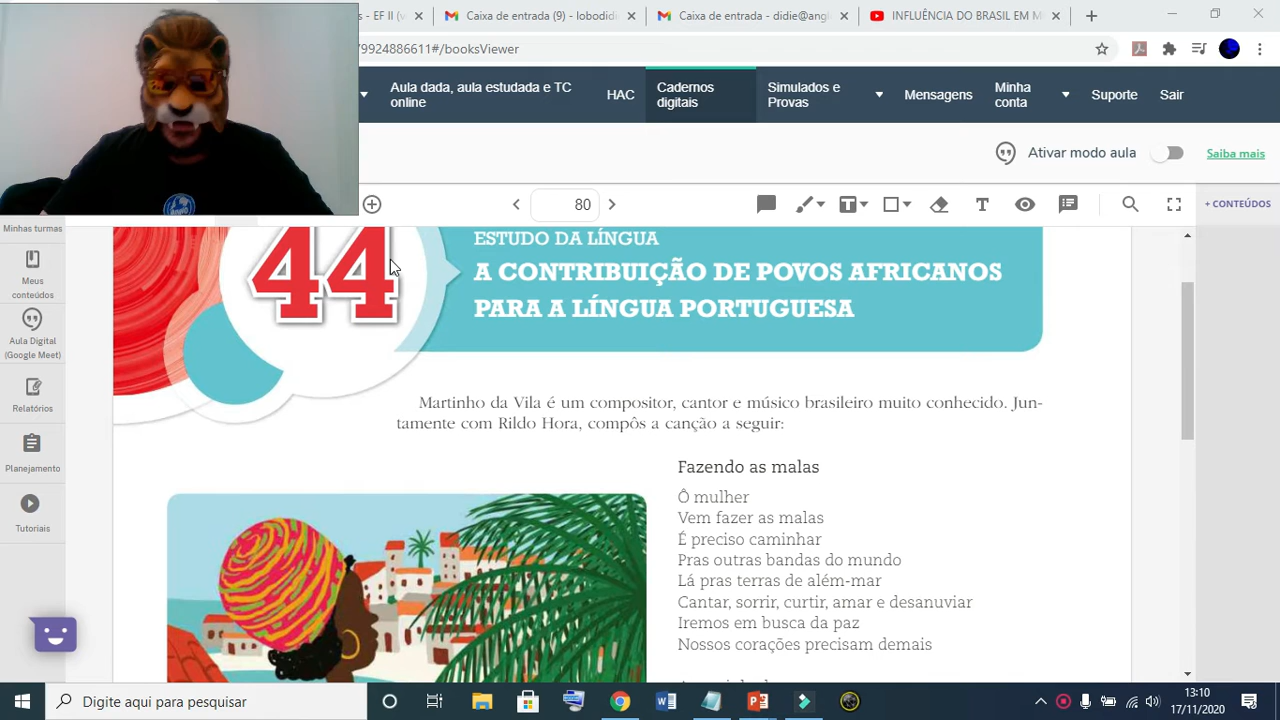 s - EF II (v
Caixa de entrada (9) - lobodid
Caixa de entrada - didie@angl
INFLUÊNCIA DO BRASIL EM M
79924886611#/booksViewer
Aula dada, aula estudada e TC
online
HAC
Cadernos
digitais
Simulados e
Provas
Mensagens
Minha
conta
Suporte
Sair
Ativar modo aula
Saiba mais
80
+ CONTEÚDOS
Minhas turmas
Meus
conteúdos
Aula Digital
(Google Meet)
Relatórios
Planejamento
Tutoriais
44
ESTUDO DA LÍNGUA
A CONTRIBUIÇÃO DE POVOS AFRICANOS
PARA A LÍNGUA PORTUGUESA
Martinho da Vila é um compositor, cantor e músico brasileiro muito conhecido. Jun-
tamente com Rildo Hora, compôs a canção a seguir:
Fazendo as malas
Ô mulher
Vem fazer as malas
É preciso caminhar
Pras outras bandas do mundo
Lá pras terras de além-mar
Cantar, sorrir, curtir, amar e desanuviar
Iremos em busca da paz
Nossos corações precisam demais
Digite aqui para pesquisar
13:10
17/11/2020